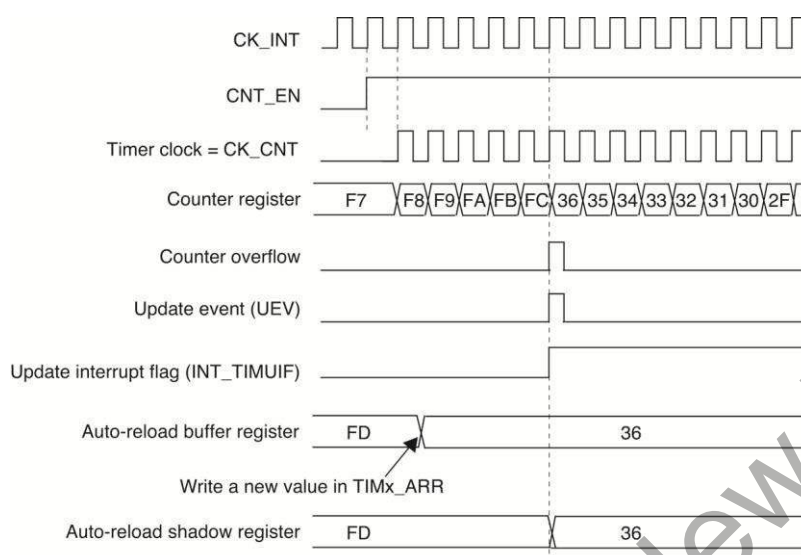 CK_INT
CNT_EN
Timer clock = CK_CNT
Counter register F7 F8 F9 FA FB FC 36 35 34 33 32 31 30 2F
Counter overflow
Update event (UEV)
Update interrupt flag (INT_TIMUIF)
Auto-reload buffer register FD 36
Write a new value in TIMx_ARR
Auto-reload shadow register FD 36